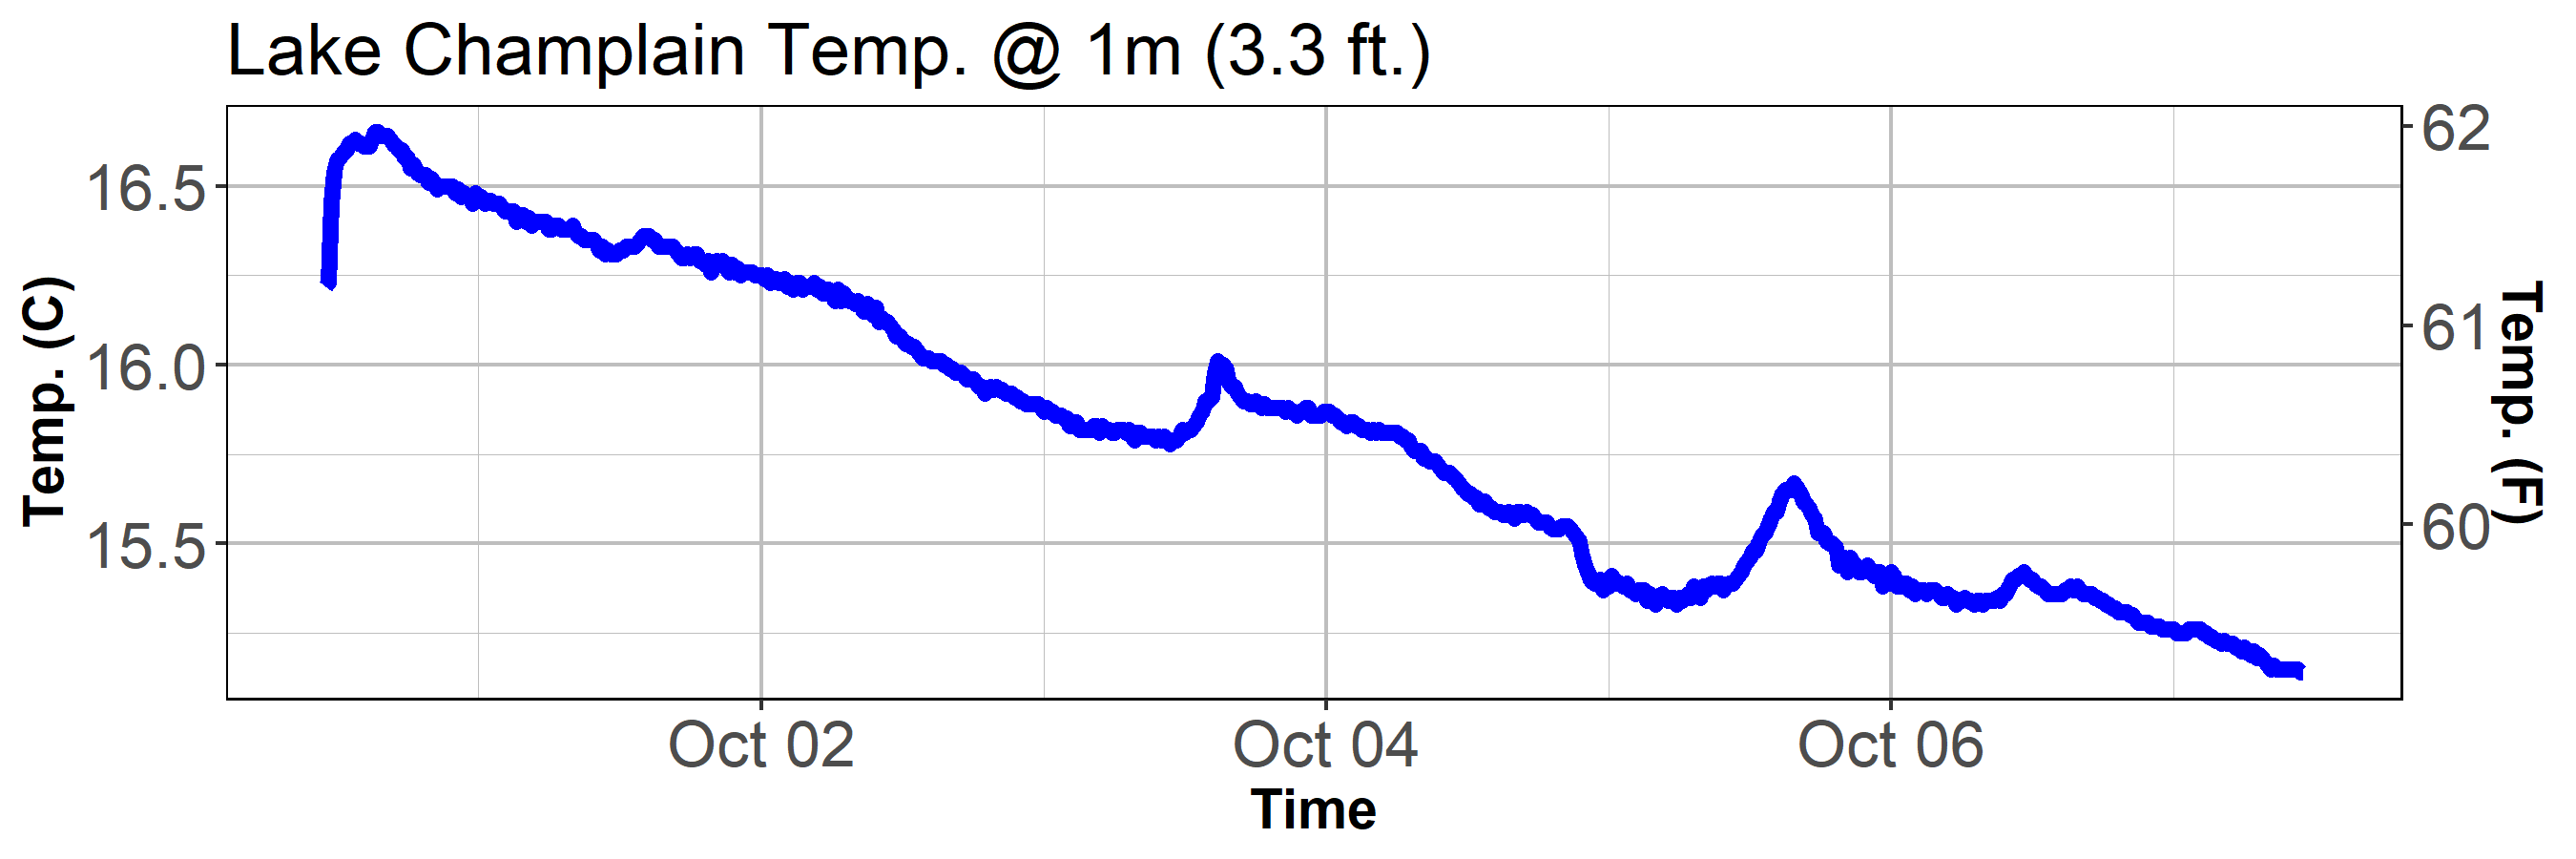 Lake Champlain Temp. @ 1m (3.3 ft.)
Temp. (C)
16.5
16.0
15.5
62
61
60
Temp. (F)
Oct 02 Oct 04 Oct 06
Time